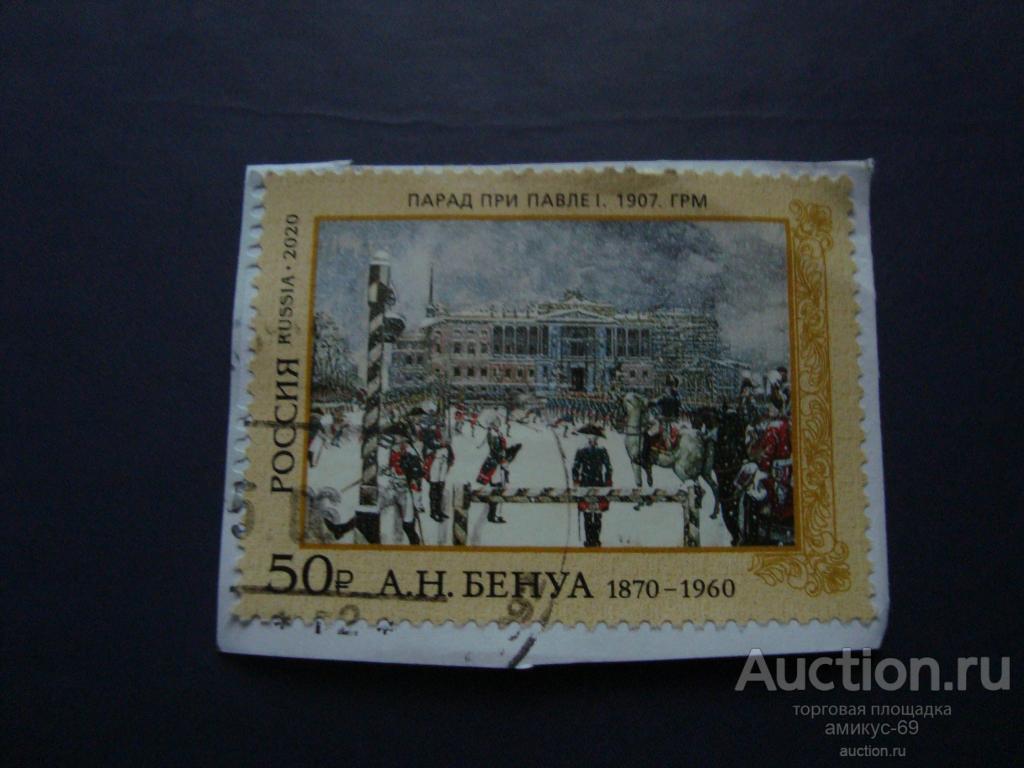 ПАРАД ПРИ ПАВЛЕ I. 1907. ГРМ
РОССИЯ RUSSIA · 2020
50₽ А.Н. БЕНУА 1870–1960
* 12 *
Auction.ru
торговая площадка
амикус-69
auction.ru